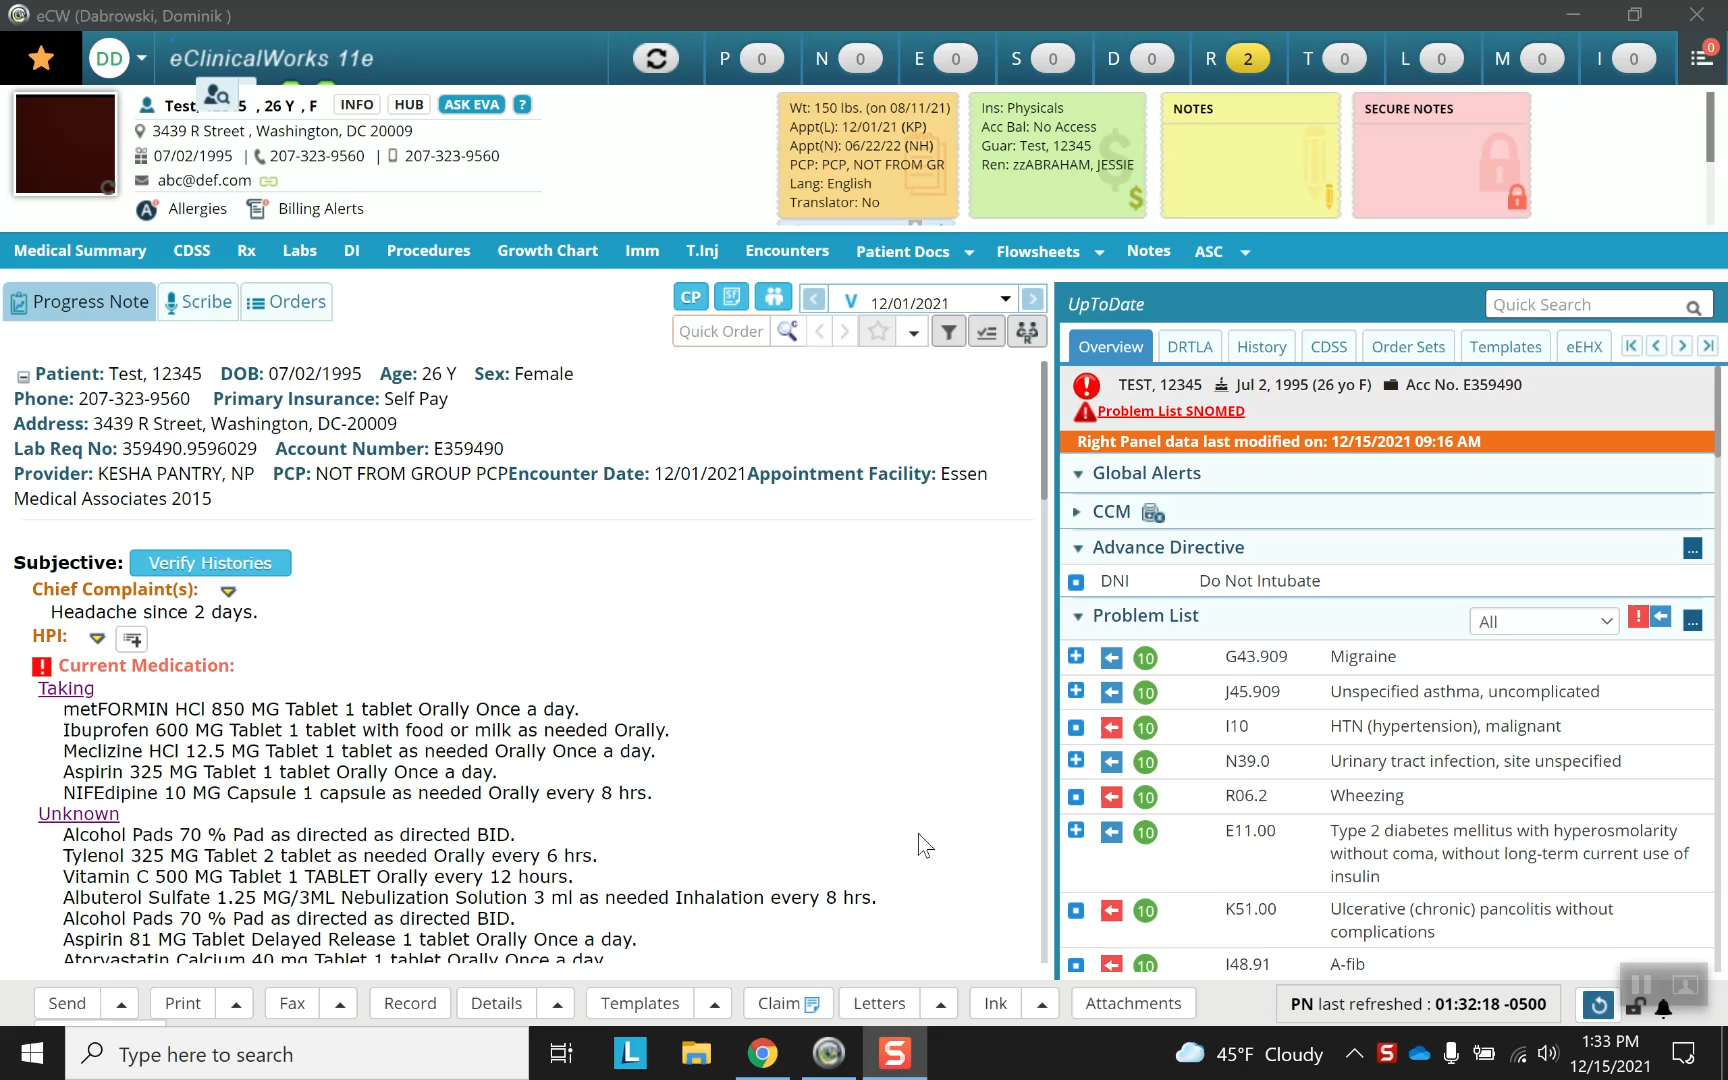 eCW (Dabrowski, Dominik )
DD eClinicalWorks 11e P 0 N 0 E 0 S 0 D 0 R 2 T 0 L 0 M 0 I 0 0
Test, 5 , 26 Y , F INFO HUB ASK EVA ?
3439 R Street , Washington, DC 20009
07/02/1995 | 207-323-9560 | 207-323-9560
abc@def.com
Allergies Billing Alerts
Wt: 150 lbs. (on 08/11/21)
Appt(L): 12/01/21 (KP)
Appt(N): 06/22/22 (NH)
PCP: PCP, NOT FROM GR
Lang: English
Translator: No
Ins: Physicals
Acc Bal: No Access
Guar: Test, 12345
Ren: zzABRAHAM, JESSIE
NOTES
SECURE NOTES
Medical Summary CDSS Rx Labs DI Procedures Growth Chart Imm T.Inj Encounters Patient Docs Flowsheets Notes ASC
Progress Note Scribe Orders CP SF V 12/01/2021
Quick Order
Patient: Test, 12345 DOB: 07/02/1995 Age: 26 Y Sex: Female
Phone: 207-323-9560 Primary Insurance: Self Pay
Address: 3439 R Street, Washington, DC-20009
Lab Req No: 359490.9596029 Account Number: E359490
Provider: KESHA PANTRY, NP PCP: NOT FROM GROUP PCPEncounter Date: 12/01/2021Appointment Facility: Essen
Medical Associates 2015
Subjective: Verify Histories
Chief Complaint(s):
Headache since 2 days.
HPI:
Current Medication:
Taking
metFORMIN HCl 850 MG Tablet 1 tablet Orally Once a day.
Ibuprofen 600 MG Tablet 1 tablet with food or milk as needed Orally.
Meclizine HCl 12.5 MG Tablet 1 tablet as needed Orally Once a day.
Aspirin 325 MG Tablet 1 tablet Orally Once a day.
NIFEdipine 10 MG Capsule 1 capsule as needed Orally every 8 hrs.
Unknown
Alcohol Pads 70 % Pad as directed as directed BID.
Tylenol 325 MG Tablet 2 tablet as needed Orally every 6 hrs.
Vitamin C 500 MG Tablet 1 TABLET Orally every 12 hours.
Albuterol Sulfate 1.25 MG/3ML Nebulization Solution 3 ml as needed Inhalation every 8 hrs.
Alcohol Pads 70 % Pad as directed as directed BID.
Aspirin 81 MG Tablet Delayed Release 1 tablet Orally Once a day.
Atorvastatin Calcium 40 mg Tablet 1 tablet Orally Once a day
UpToDate Quick Search
Overview DRTLA History CDSS Order Sets Templates eEHX
TEST, 12345 Jul 2, 1995 (26 yo F) Acc No. E359490
Problem List SNOMED
Right Panel data last modified on: 12/15/2021 09:16 AM
Global Alerts
CCM
Advance Directive ...
DNI Do Not Intubate
Problem List All ! ...
10 G43.909 Migraine
10 J45.909 Unspecified asthma, uncomplicated
10 I10 HTN (hypertension), malignant
10 N39.0 Urinary tract infection, site unspecified
10 R06.2 Wheezing
10 E11.00 Type 2 diabetes mellitus with hyperosmolarity
without coma, without long-term current use of
insulin
10 K51.00 Ulcerative (chronic) pancolitis without
complications
10 I48.91 A-fib
Send Print Fax Record Details Templates Claim Letters Ink Attachments PN last refreshed : 01:32:18 -0500
Type here to search L S 45°F Cloudy S 1:33 PM
12/15/2021